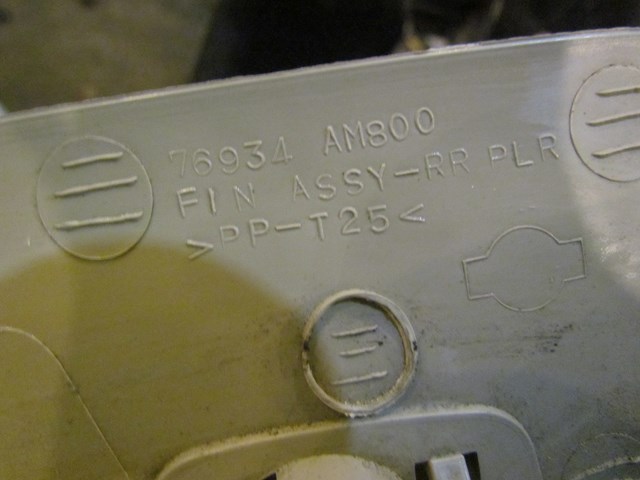 76934 AM800
FIN ASSY-RR PLR
>PP-T25<